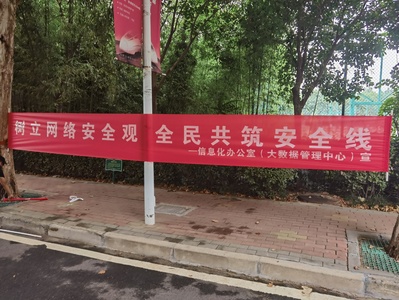 树立网络安全观 全民共筑安全线
—信息化办公室（大数据管理中心）宣